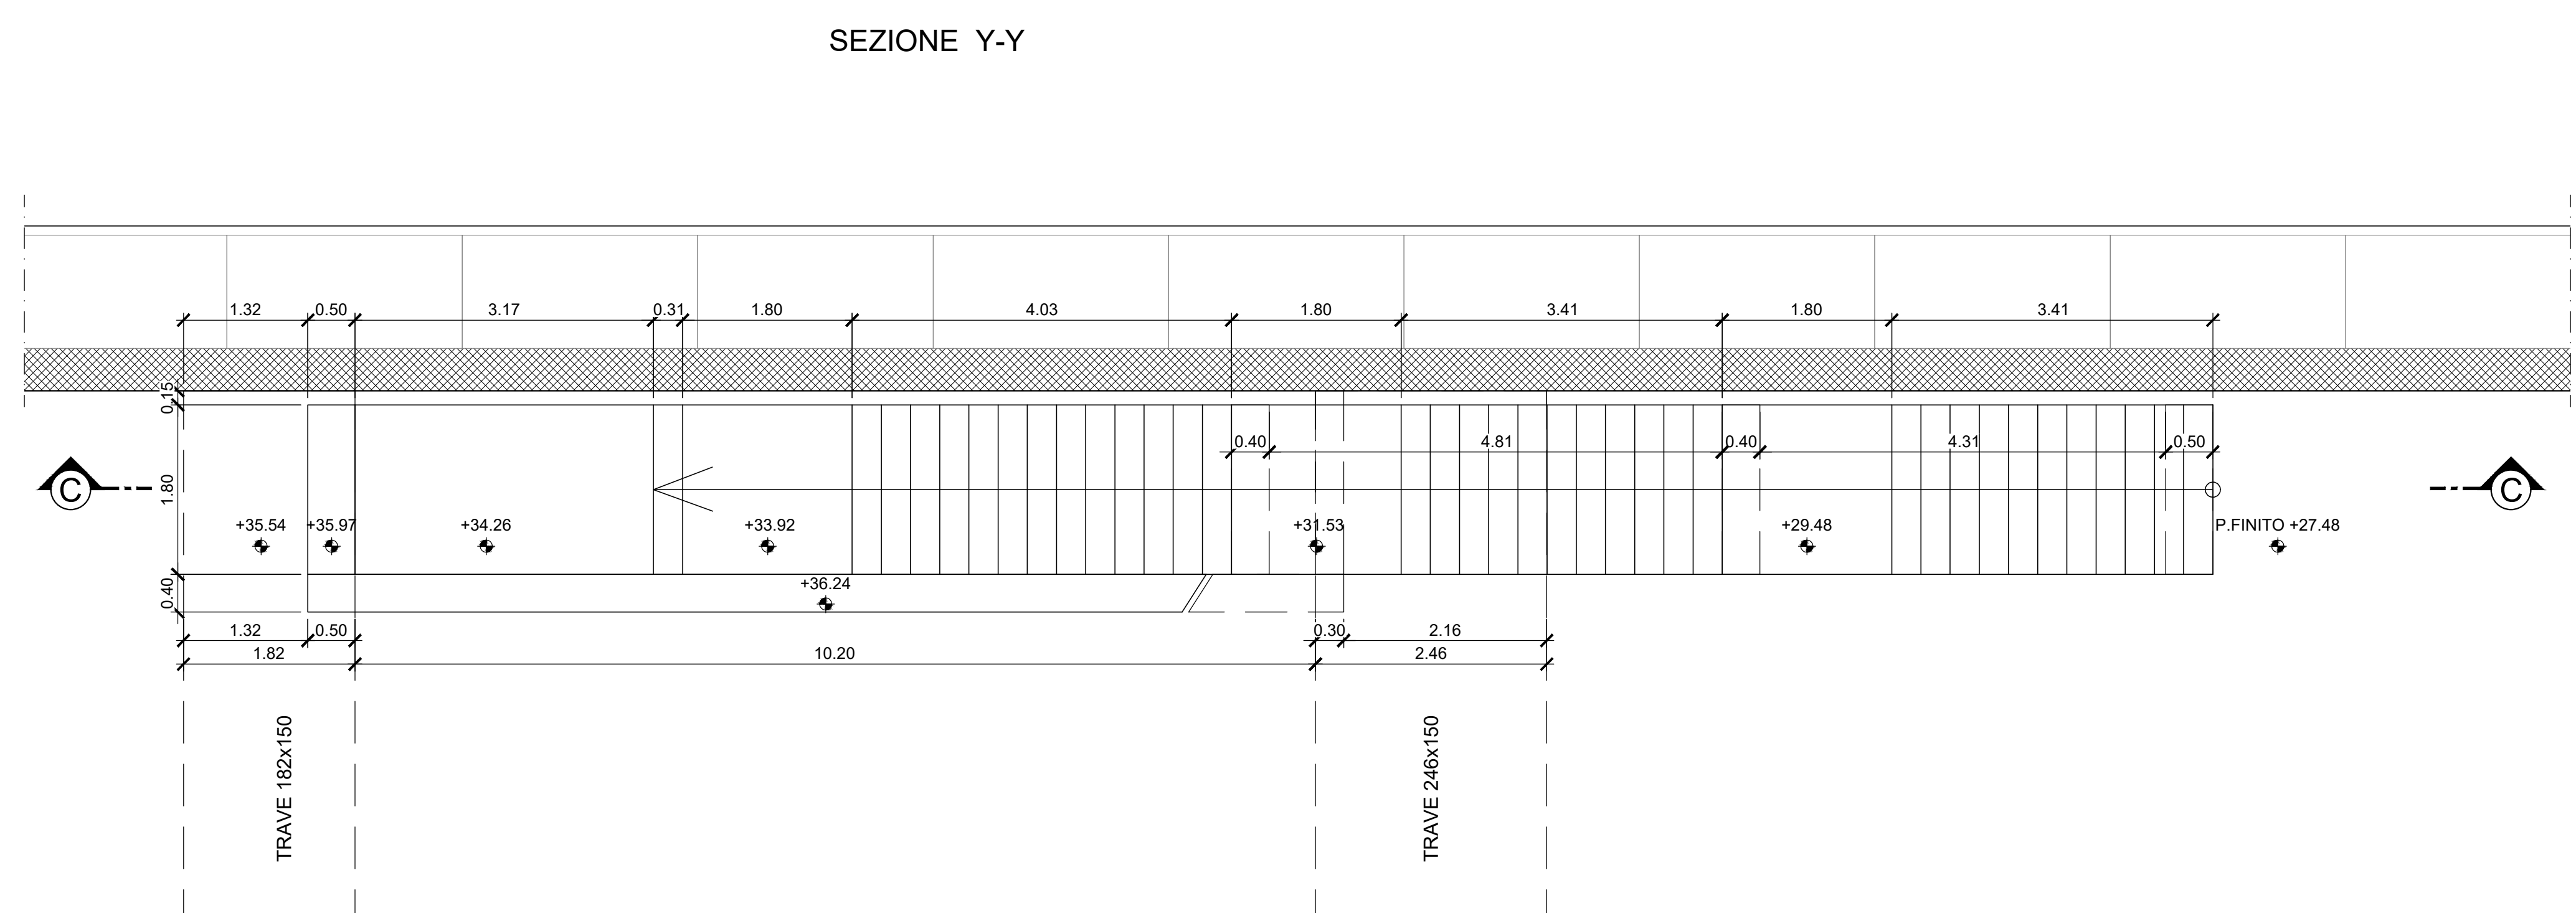 SEZIONE Y-Y
1.32 0.50 3.17 0.31 1.80 4.03 1.80 3.41 1.80 3.41
0.15
0.40 4.81 0.40 4.31 0.50
1.80
C C
+35.54 +35.97 +34.26 +33.92 +31.53 +29.48 P.FINITO +27.48
+36.24
0.40
1.32 0.50 0.30 2.16
1.82 10.20 2.46
TRAVE 182x150
TRAVE 246x150